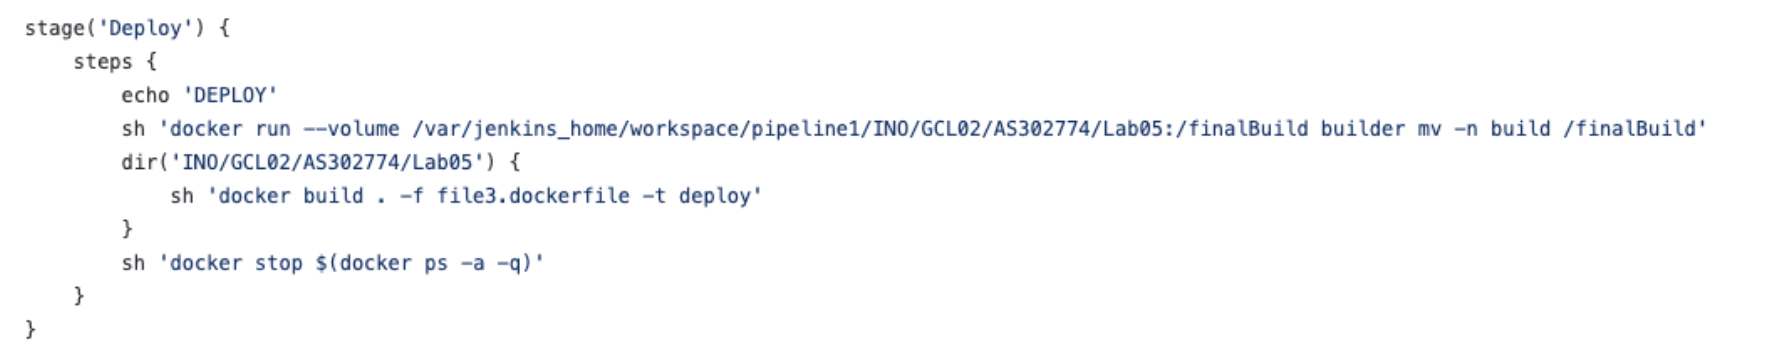 stage('Deploy') {
    steps {
        echo 'DEPLOY'
        sh 'docker run --volume /var/jenkins_home/workspace/pipeline1/INO/GCL02/AS302774/Lab05:/finalBuild builder mv -n build /finalBuild'
        dir('INO/GCL02/AS302774/Lab05') {
            sh 'docker build . -f file3.dockerfile -t deploy'
        }
        sh 'docker stop $(docker ps -a -q)'
    }
}